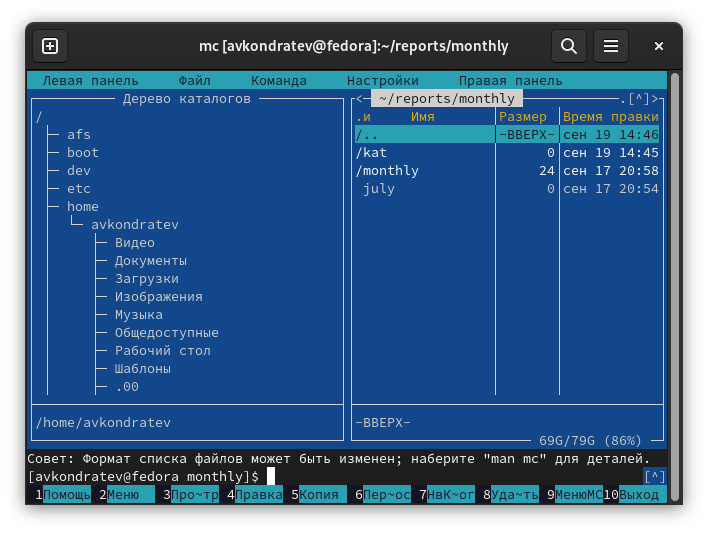 mc [avkondratev@fedora]:~/reports/monthly
Левая панель Файл Команда Настройки Правая панель
Дерево каталогов
/
afs
boot
dev
etc
home
avkondratev
Видео
Документы
Загрузки
Изображения
Музыка
Общедоступные
Рабочий стол
Шаблоны
.00
/home/avkondratev
<- ~/reports/monthly .[^]>
.и Имя Размер Время правки
/.. -ВВЕРХ- сен 19 14:46
/kat 0 сен 19 14:45
/monthly 24 сен 17 20:58
july 0 сен 17 20:54
-ВВЕРХ-
69G/79G (86%)
Совет: Формат списка файлов может быть изменен; наберите "man mc" для деталей.
[avkondratev@fedora monthly]$ [^]
1Помощь 2Меню 3Про~тр 4Правка 5Копия 6Пер~ос 7НвК~ог 8Уда~ть 9МенюМС 10Выход